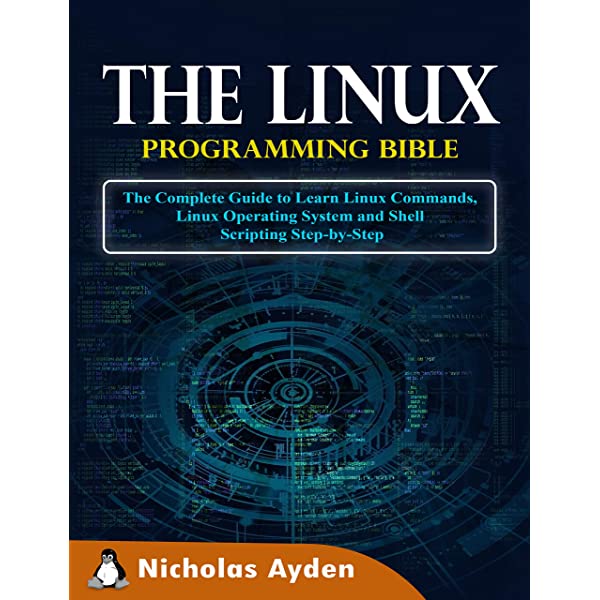 THE LINUX
PROGRAMMING BIBLE
The Complete Guide to Learn Linux Commands,
Linux Operating System and Shell
Scripting Step-by-Step
Nicholas Ayden